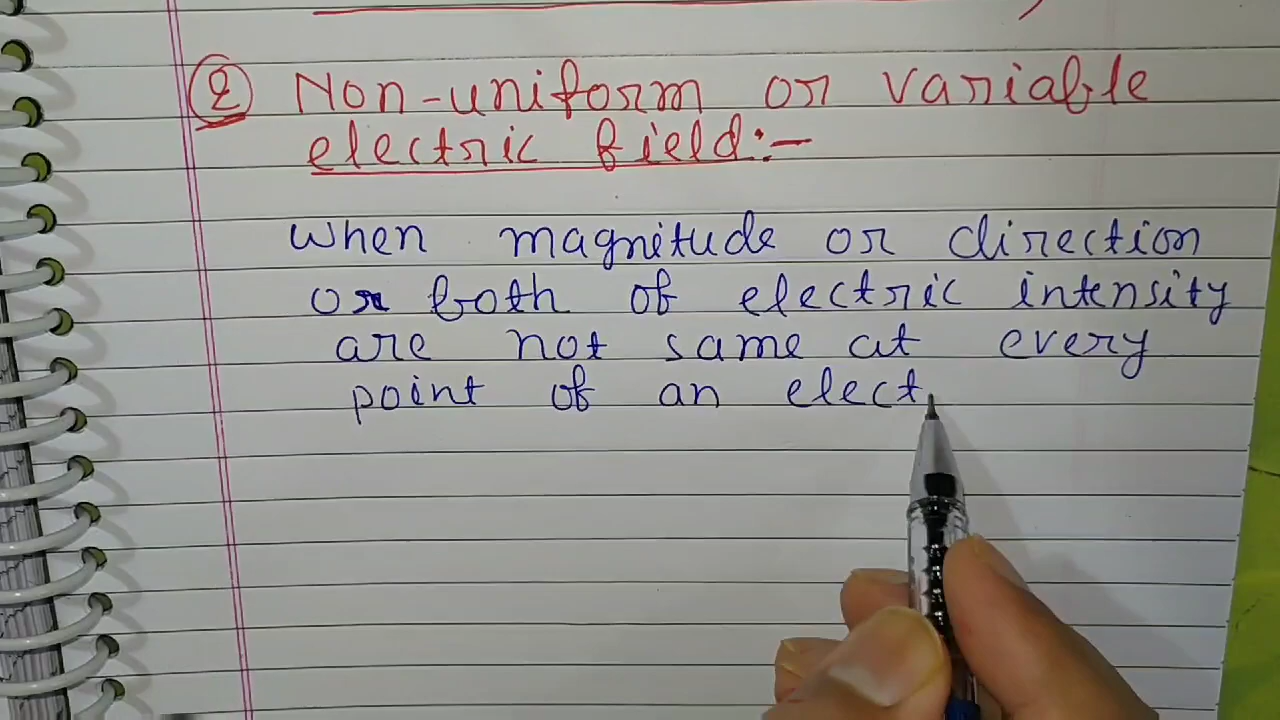 2 Non-uniform or variable
electric field:-
When magnitude or direction
or both of electric intensity
are not same at every
point of an elect